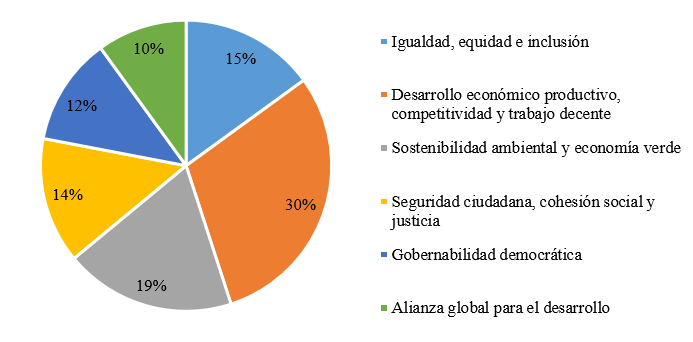 10%
15%
12%
14%
30%
19%
Igualdad, equidad e inclusión
Desarrollo económico productivo,
competitividad y trabajo decente
Sostenibilidad ambiental y economía verde
Seguridad ciudadana, cohesión social y
justicia
Gobernabilidad democrática
Alianza global para el desarrollo